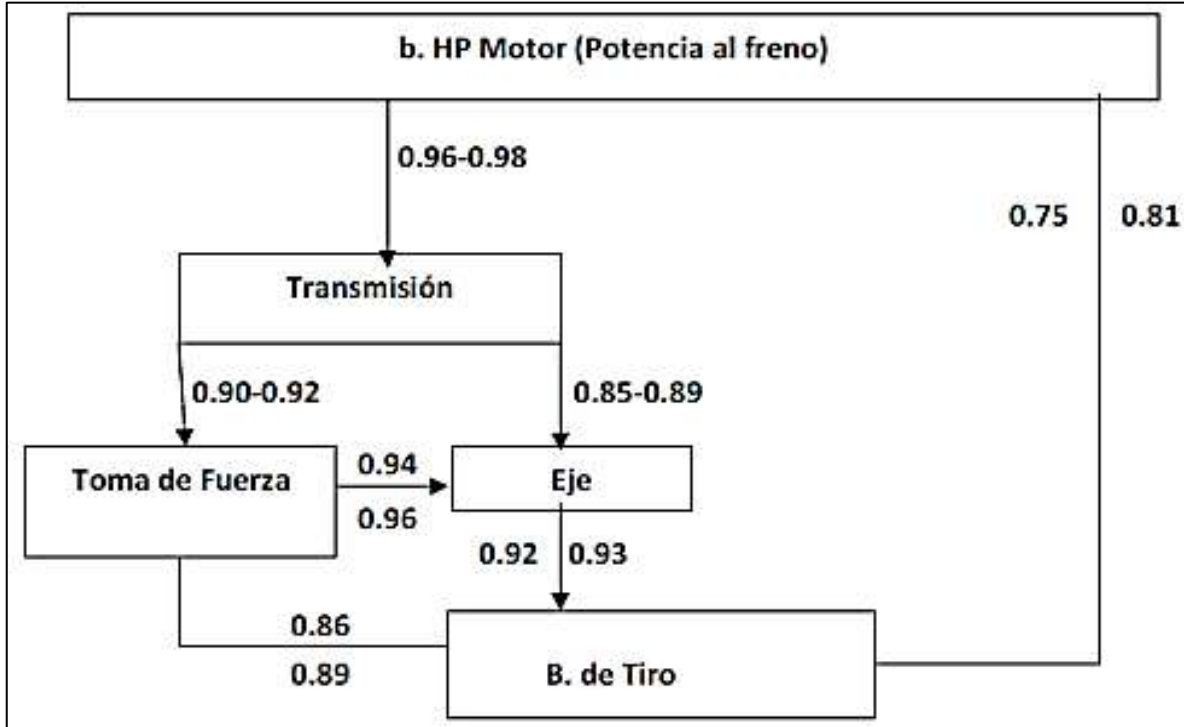 b. HP Motor (Potencia al freno)
0.96-0.98
0.75 0.81
Transmisión
0.90-0.92
0.85-0.89
Toma de Fuerza
0.94
0.96
Eje
0.92 0.93
0.86
0.89
B. de Tiro